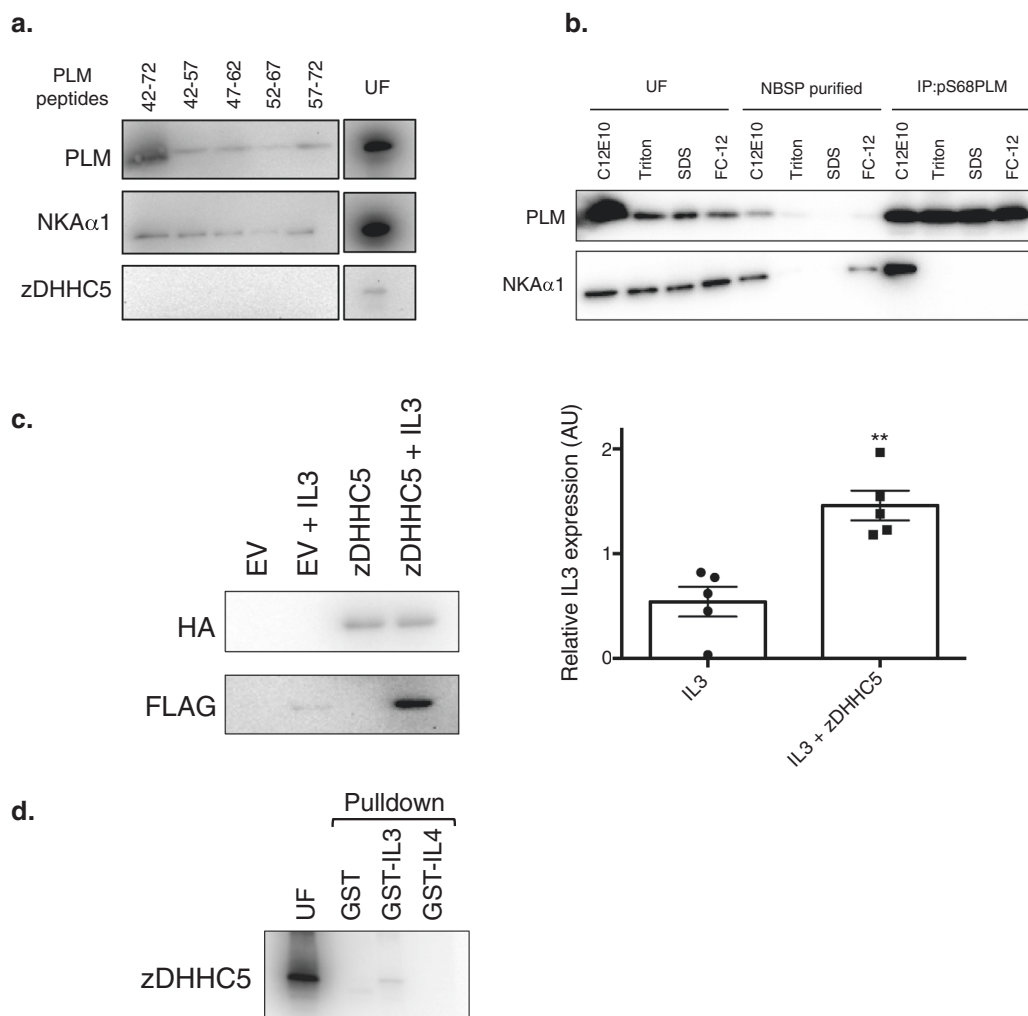 a.
PLM
peptides
42-72
42-57
47-62
52-67
57-72
UF
PLM
NKAα1
zDHHC5
b.
UF
NBSP purified
IP:pS68PLM
C12E10
Triton
SDS
FC-12
C12E10
Triton
SDS
FC-12
C12E10
Triton
SDS
FC-12
PLM
NKAα1
c.
EV
EV + IL3
zDHHC5
zDHHC5 + IL3
HA
FLAG
Relative IL3 expression (AU)
2
1
0
**
IL3
IL3 + zDHHC5
d.
Pulldown
UF
GST
GST-IL3
GST-IL4
zDHHC5